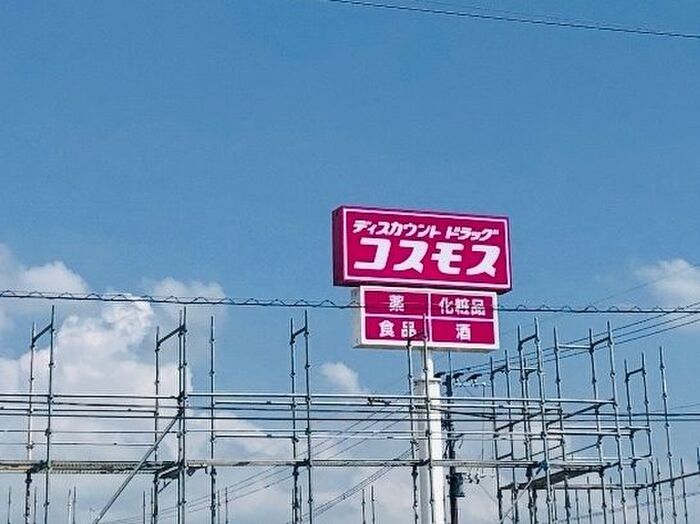 ディスカウント ドラッグ
コスモス
薬 化粧品
食品 酒